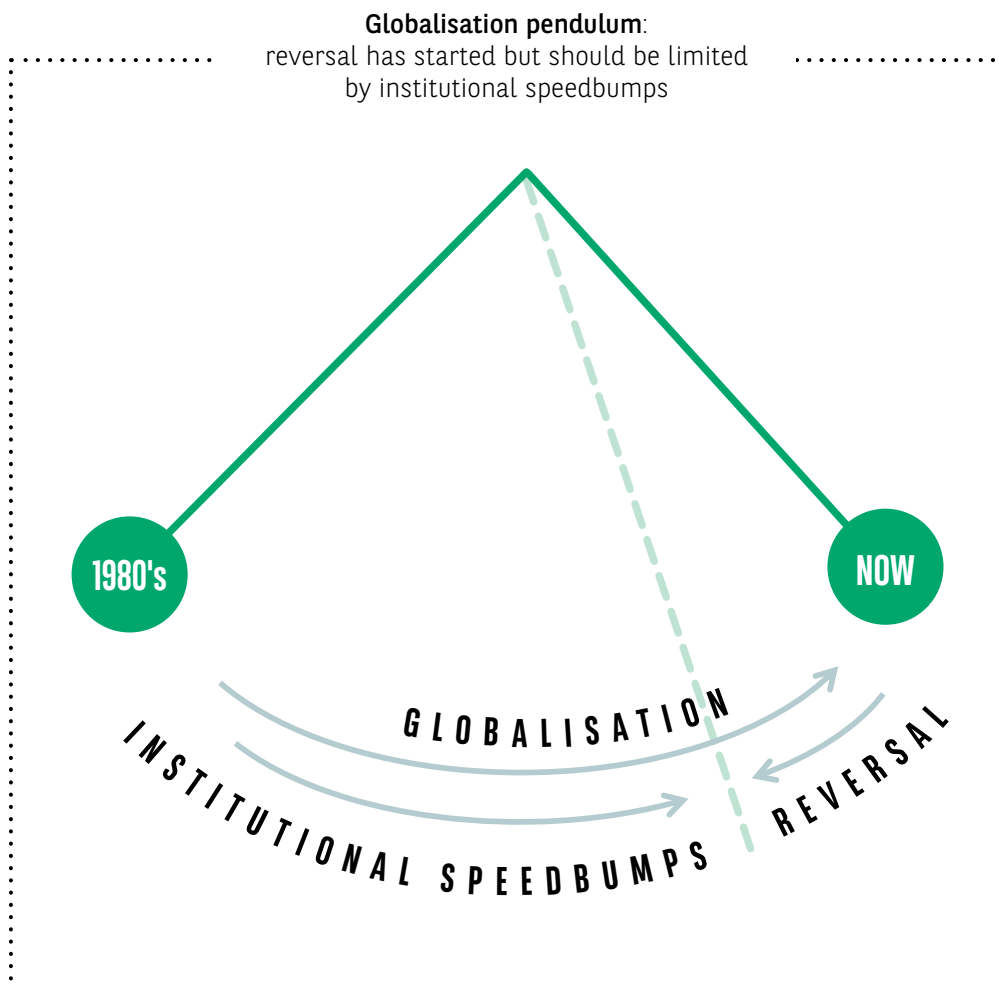 Globalisation pendulum:
reversal has started but should be limited
by institutional speedbumps
1980's
NOW
GLOBALISATION
INSTITUTIONAL SPEEDBUMPS
REVERSAL